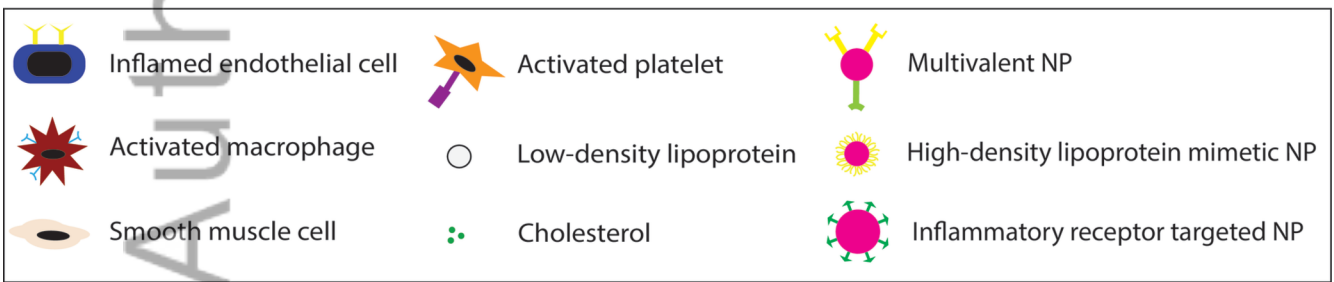 Inflamed endothelial cell
Activated platelet
Multivalent NP
Activated macrophage
Low-density lipoprotein
High-density lipoprotein mimetic NP
Smooth muscle cell
Cholesterol
Inflammatory receptor targeted NP
Auth